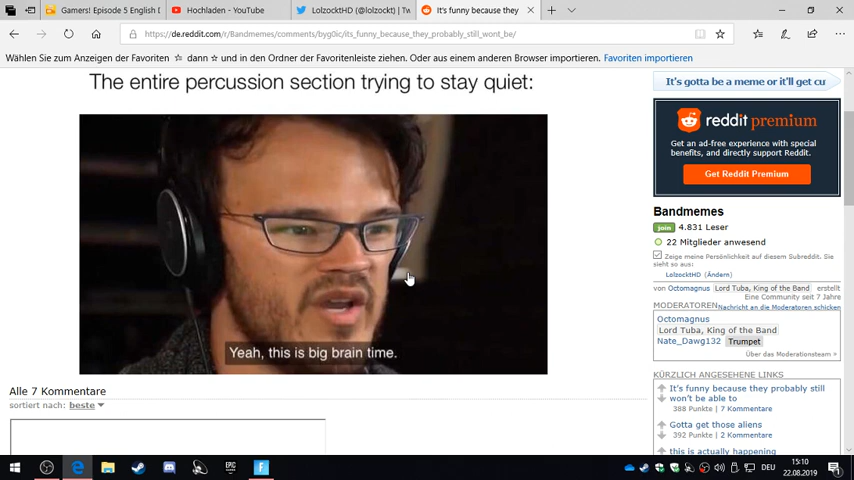 Gamers! Episode 5 English D
Hochladen - YouTube
LolzocktHD (@lolzockt) | Tw
It's funny because they
https://de.reddit.com/r/Bandmemes/comments/byg0ic/its_funny_because_they_probably_still_wont_be/
Wählen Sie zum Anzeigen der Favoriten ☆ dann ☆ und in den Ordner der Favoritenleiste ziehen. Oder aus einem anderen Browser importieren. Favoriten importieren
The entire percussion section trying to stay quiet:
Yeah, this is big brain time.
Alle 7 Kommentare
sortiert nach: beste
It's gotta be a meme or it'll get cu
reddit premium
Get an ad-free experience with special
benefits, and directly support Reddit.
Get Reddit Premium
Bandmemes
join 4.831 Leser
22 Mitglieder anwesend
Zeige meine Persönlichkeit auf diesem Subreddit. Sie
sieht so aus:
LolzocktHD (Ändern)
von Octomagnus Lord Tuba, King of the Band erstellt
Eine Community seit 7 Jahre
MODERATOREN Nachricht an die Moderatoren schicken
Octomagnus
Lord Tuba, King of the Band
Nate_Dawg132 Trumpet
Über das Moderationsteam »
KÜRZLICH ANGESEHENE LINKS
It's funny because they probably still
won't be able to
388 Punkte | 7 Kommentare
Gotta get those aliens
392 Punkte | 2 Kommentare
this is actually happening
EPIC
DEU
15:10
22.08.2019